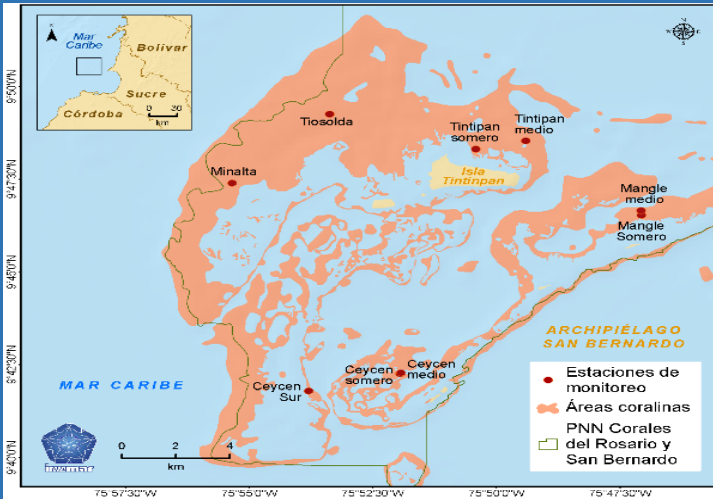 Mar
Caribe
Bolívar
Sucre
Córdoba
0 30
km
N
Tiosolda
Tintipan
somero
Tintipan
medio
Isla
Tintinpan
Minalta
Mangle
medio
Mangle
Somero
ARCHIPIÉLAGO
SAN BERNARDO
Ceycen
somero
Ceycen
medio
Ceycen
Sur
MAR CARIBE
0 2 4
km
Estaciones de
monitoreo
Áreas coralinas
PNN Corales
del Rosario y
San Bernardo
9°50'0"N
9°47'30"N
9°45'0"N
9°42'30"N
9°40'0"N
75°57'30"W 75°55'0"W 75°52'30"W 75°50'0"W 75°47'30"W